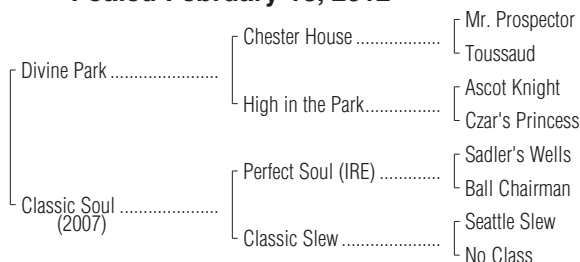 Foaled February 18, 2012
Mr. Prospector
Chester House ..................
Toussaud
Divine Park .......................
Ascot Knight
High in the Park................
Czar's Princess
Sadler's Wells
Perfect Soul (IRE) .............
Ball Chairman
Classic Soul .....................
(2007)
Seattle Slew
Classic Slew .....................
No Class